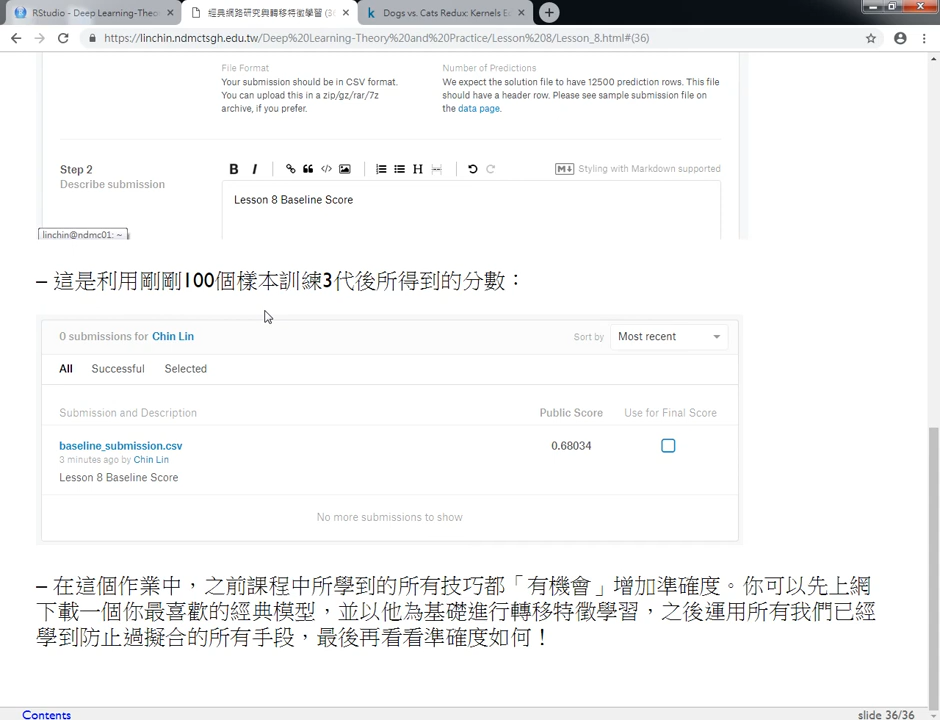 RStudio - Deep Learning-Theo
經典網路研究與轉移特徵學習 (3
Dogs vs. Cats Redux: Kernels Ed
https://linchin.ndmctsgh.edu.tw/Deep%20Learning-Theory%20and%20Practice/Lesson%208/Lesson_8.html#(36)
File Format
Your submission should be in CSV format.
You can upload this in a zip/gz/rar/7z
archive, if you prefer.
Number of Predictions
We expect the solution file to have 12500 prediction rows. This file
should have a header row. Please see sample submission file on
the data page.
Step 2
Describe submission
B I H
M Styling with Markdown supported
Lesson 8 Baseline Score
linchin@ndmc01: ~
– 這是利用剛剛100個樣本訓練3代後所得到的分數：
0 submissions for Chin Lin
Sort by Most recent
All Successful Selected
Submission and Description Public Score Use for Final Score
baseline_submission.csv 0.68034
3 minutes ago by Chin Lin
Lesson 8 Baseline Score
No more submissions to show
– 在這個作業中，之前課程中所學到的所有技巧都「有機會」增加準確度。你可以先上網
下載一個你最喜歡的經典模型，並以他為基礎進行轉移特徵學習，之後運用所有我們已經
學到防止過擬合的所有手段，最後再看看準確度如何！
Contents
slide 36/36